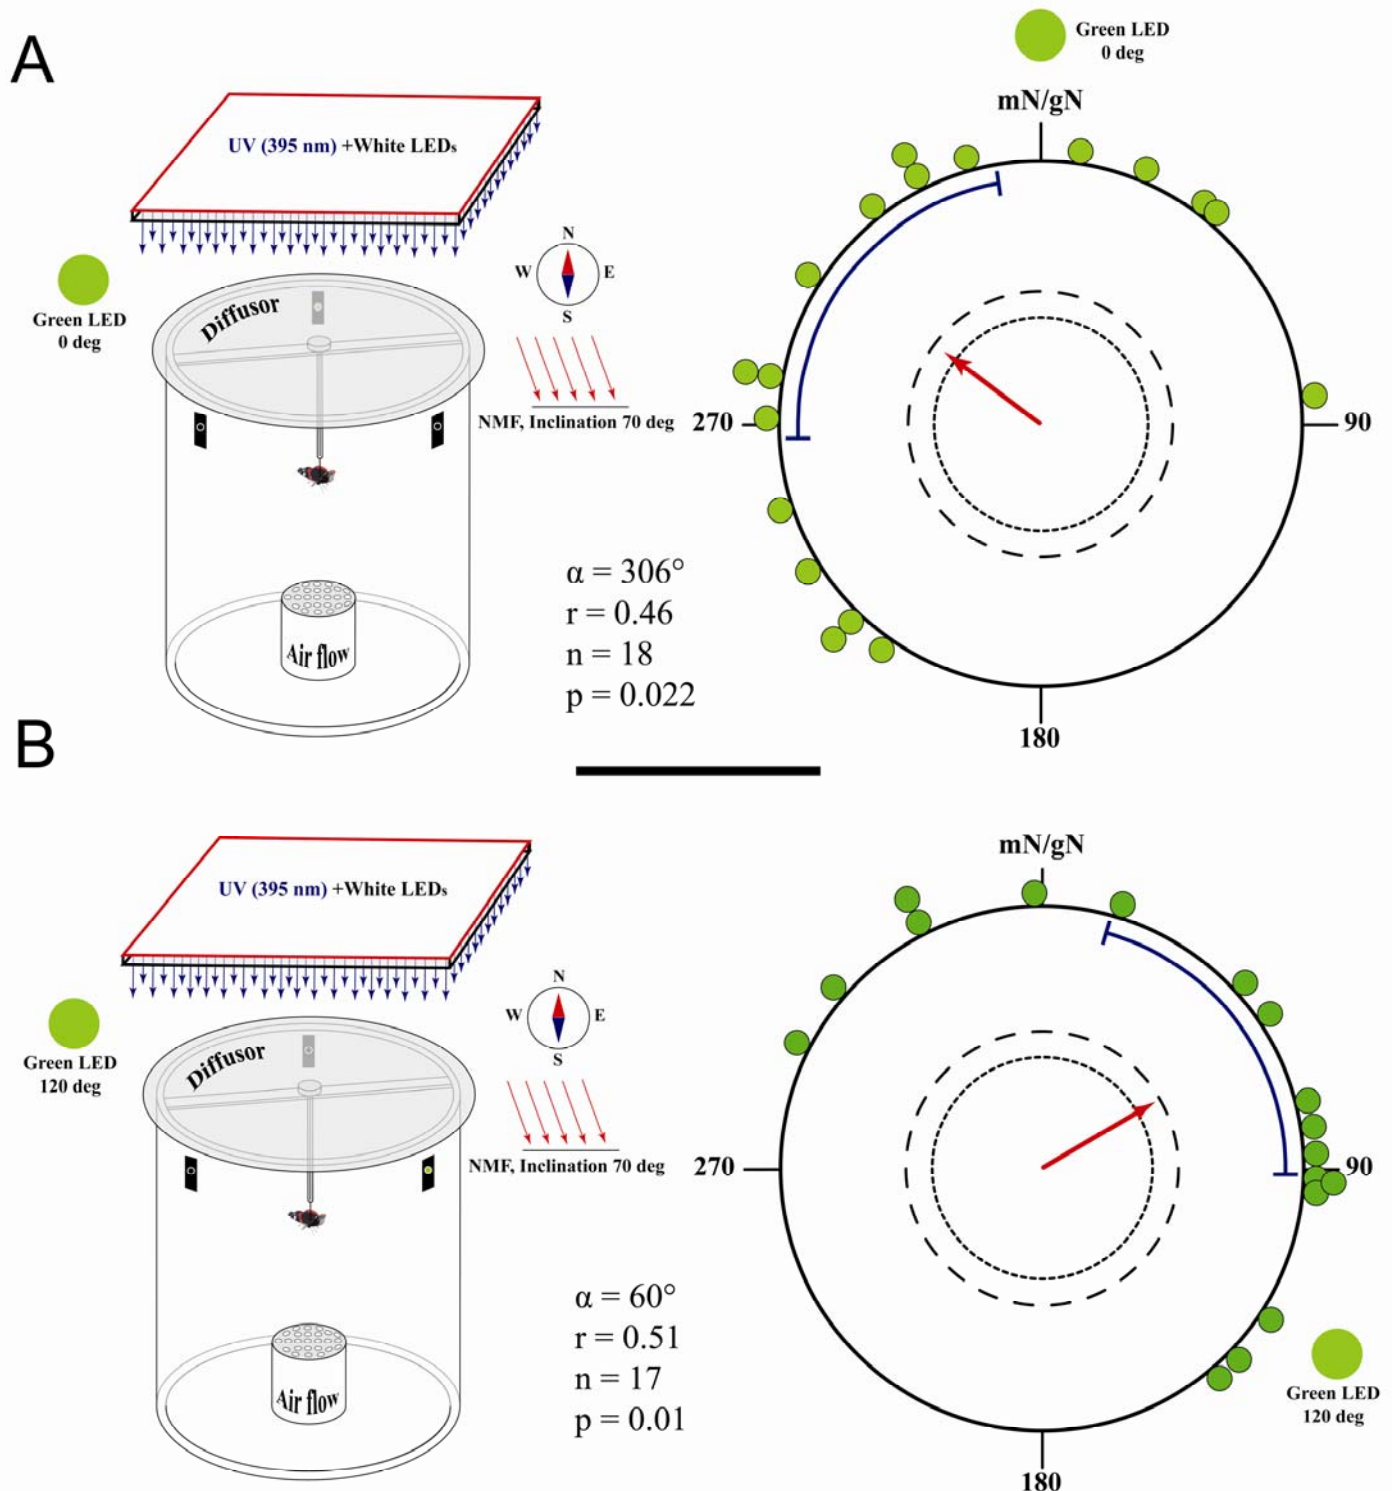 A
Green LED
0 deg
mN/gN
UV (395 nm) +White LEDs
N
W
E
S
Green LED
0 deg
Diffusor
NMF, Inclination 70 deg
270
90
α = 306°
r = 0.46
n = 18
p = 0.022
Air flow
180
B
mN/gN
UV (395 nm) +White LEDs
N
W
E
S
Green LED
120 deg
Diffusor
NMF, Inclination 70 deg
270
90
α = 60°
r = 0.51
n = 17
p = 0.01
Air flow
Green LED
120 deg
180